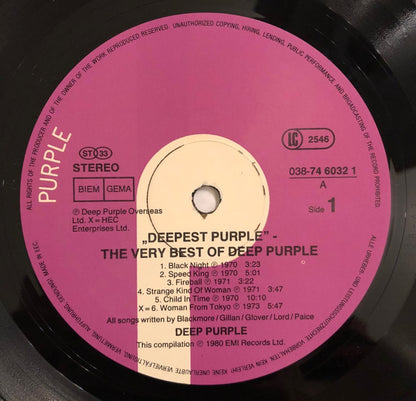 ALL RIGHTS OF THE PRODUCER AND OF THE OWNER OF THE WORK REPRODUCED RESERVED. UNAUTHORIZED COPYING, HIRING, LENDING, PUBLIC PERFORMANCE AND BROADCASTING OF THIS RECORD PROHIBITED.
PURPLE
ST 33
STEREO
BIEM GEMA
LC 2546
038-74 6032 1
A
Side 1
Ⓟ Deep Purple Overseas
Ltd. X = HEC
Enterprises Ltd.
„DEEPEST PURPLE” -
THE VERY BEST OF DEEP PURPLE
1. Black Night Ⓟ 1970 3:23
2. Speed King Ⓟ 1970 5:01
3. Fireball Ⓟ 1971 3:22
4. Strange Kind Of Woman Ⓟ 1971 3:47
5. Child In Time Ⓟ 1970 10:10
X = 6. Woman From Tokyo Ⓟ 1973 5:47
All songs written by Blackmore/Gillan/Glover/Lord/Paice
DEEP PURPLE
This compilation Ⓟ 1980 EMI Records Ltd.
MADE IN EEC